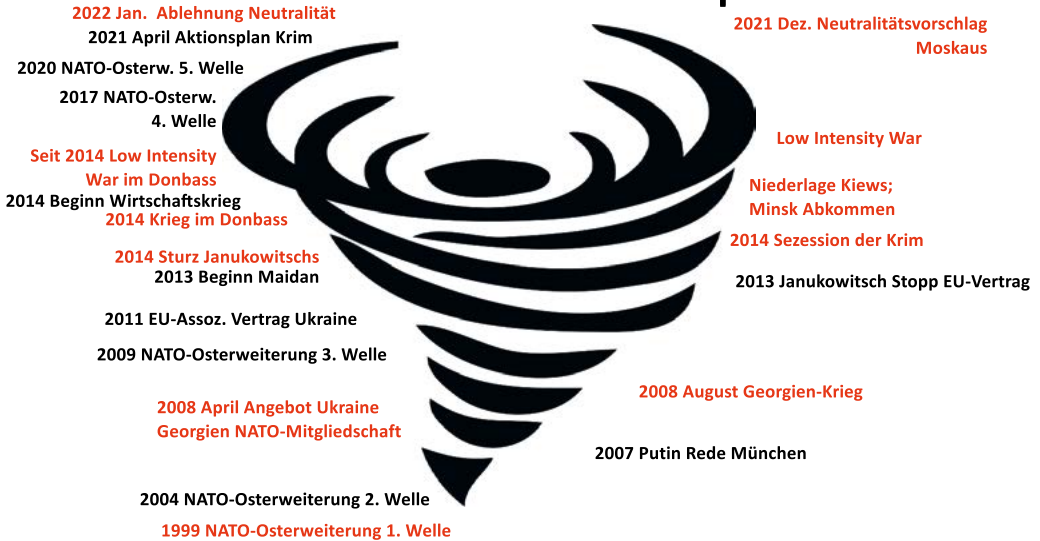 2022 Jan.  Ablehnung Neutralität
2021 April Aktionsplan Krim
2020 NATO-Osterw. 5. Welle
2017 NATO-Osterw.
4. Welle
Seit 2014 Low Intensity
War im Donbass
2014 Beginn Wirtschaftskrieg
2014 Krieg im Donbass
2014 Sturz Janukowitschs
2013 Beginn Maidan
2011 EU-Assoz. Vertrag Ukraine
2009 NATO-Osterweiterung 3. Welle
2008 April Angebot Ukraine
Georgien NATO-Mitgliedschaft
2004 NATO-Osterweiterung 2. Welle
1999 NATO-Osterweiterung 1. Welle
2021 Dez. Neutralitätsvorschlag
Moskaus
Low Intensity War
Niederlage Kiews;
Minsk Abkommen
2014 Sezession der Krim
2013 Janukowitsch Stopp EU-Vertrag
2008 August Georgien-Krieg
2007 Putin Rede München